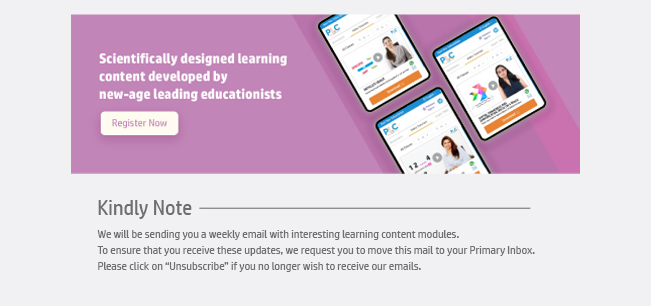 Scientifically designed learning
content developed by
new-age leading educationists
Register Now
Kindly Note
We will be sending you a weekly email with interesting learning content modules.
To ensure that you receive these updates, we request you to move this mail to your Primary Inbox.
Please click on “Unsubscribe” if you no longer wish to receive our emails.